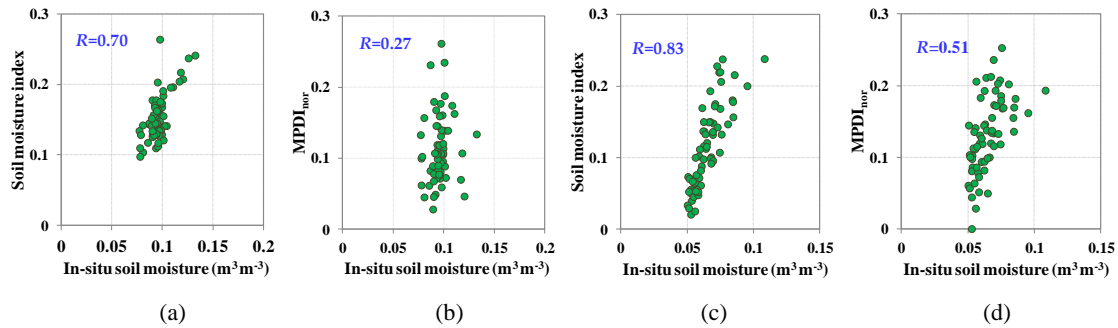 0.3
0.2
0.1
0
0
0.05
0.1
0.15
0.2
R=0.70
Soil moisture index
In-situ soil moisture (m³m⁻³)
(a)
0.3
0.2
0.1
0
0
0.05
0.1
0.15
0.2
R=0.27
MPDInor
In-situ soil moisture (m³m⁻³)
(b)
0.3
0.2
0.1
0
0
0.05
0.1
0.15
R=0.83
Soil moisture index
In-situ soil moisture (m³m⁻³)
(c)
0.3
0.2
0.1
0
0
0.05
0.1
0.15
R=0.51
MPDInor
In-situ soil moisture (m³m⁻³)
(d)